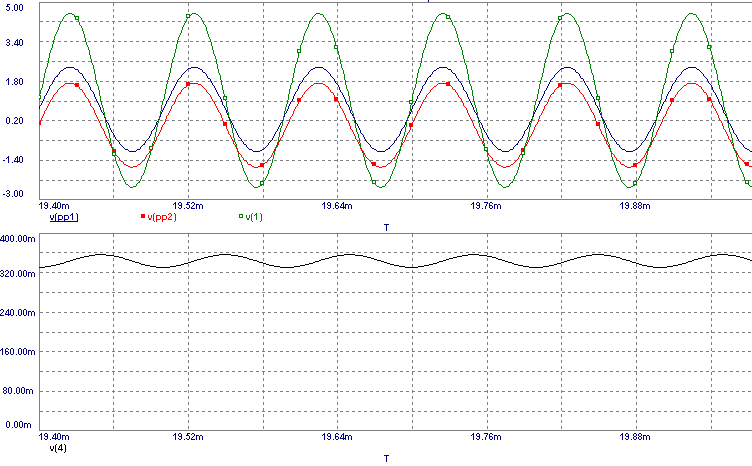 5.00
3.40
1.80
0.20
-1.40
-3.00
19.40m 19.52m 19.64m 19.76m 19.88m
v(pp1) v(pp2) v(1)
T
400.00m
320.00m
240.00m
160.00m
80.00m
0.00m
19.40m 19.52m 19.64m 19.76m 19.88m
v(4)
T